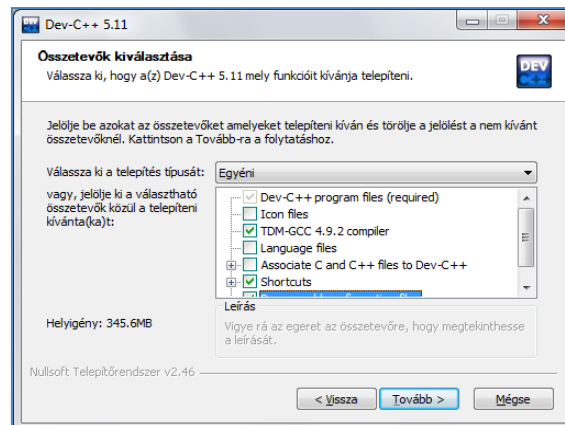 Dev-C++ 5.11
Összetevők kiválasztása
Válassza ki, hogy a(z) Dev-C++ 5.11 mely funkcióit kívánja telepíteni.
DEV
C++
Jelölje be azokat az összetevőket amelyeket telepíteni kíván és törölje a jelölést a nem kívánt
összetevőknél. Kattintson a Tovább-ra a folytatáshoz.
Válassza ki a telepítés típusát:
Egyéni
vagy, jelölje ki a választható
összetevők közül a telepíteni
kívánta(ka)t:
Dev-C++ program files (required)
Icon files
TDM-GCC 4.9.2 compiler
Language files
Associate C and C++ files to Dev-C++
Shortcuts
Leírás
Vigye rá az egeret az összetevőre, hogy megtekinthesse
a leírását.
Helyigény: 345.6MB
Nullsoft Telepítőrendszer v2.46
< Vissza
Tovább >
Mégse